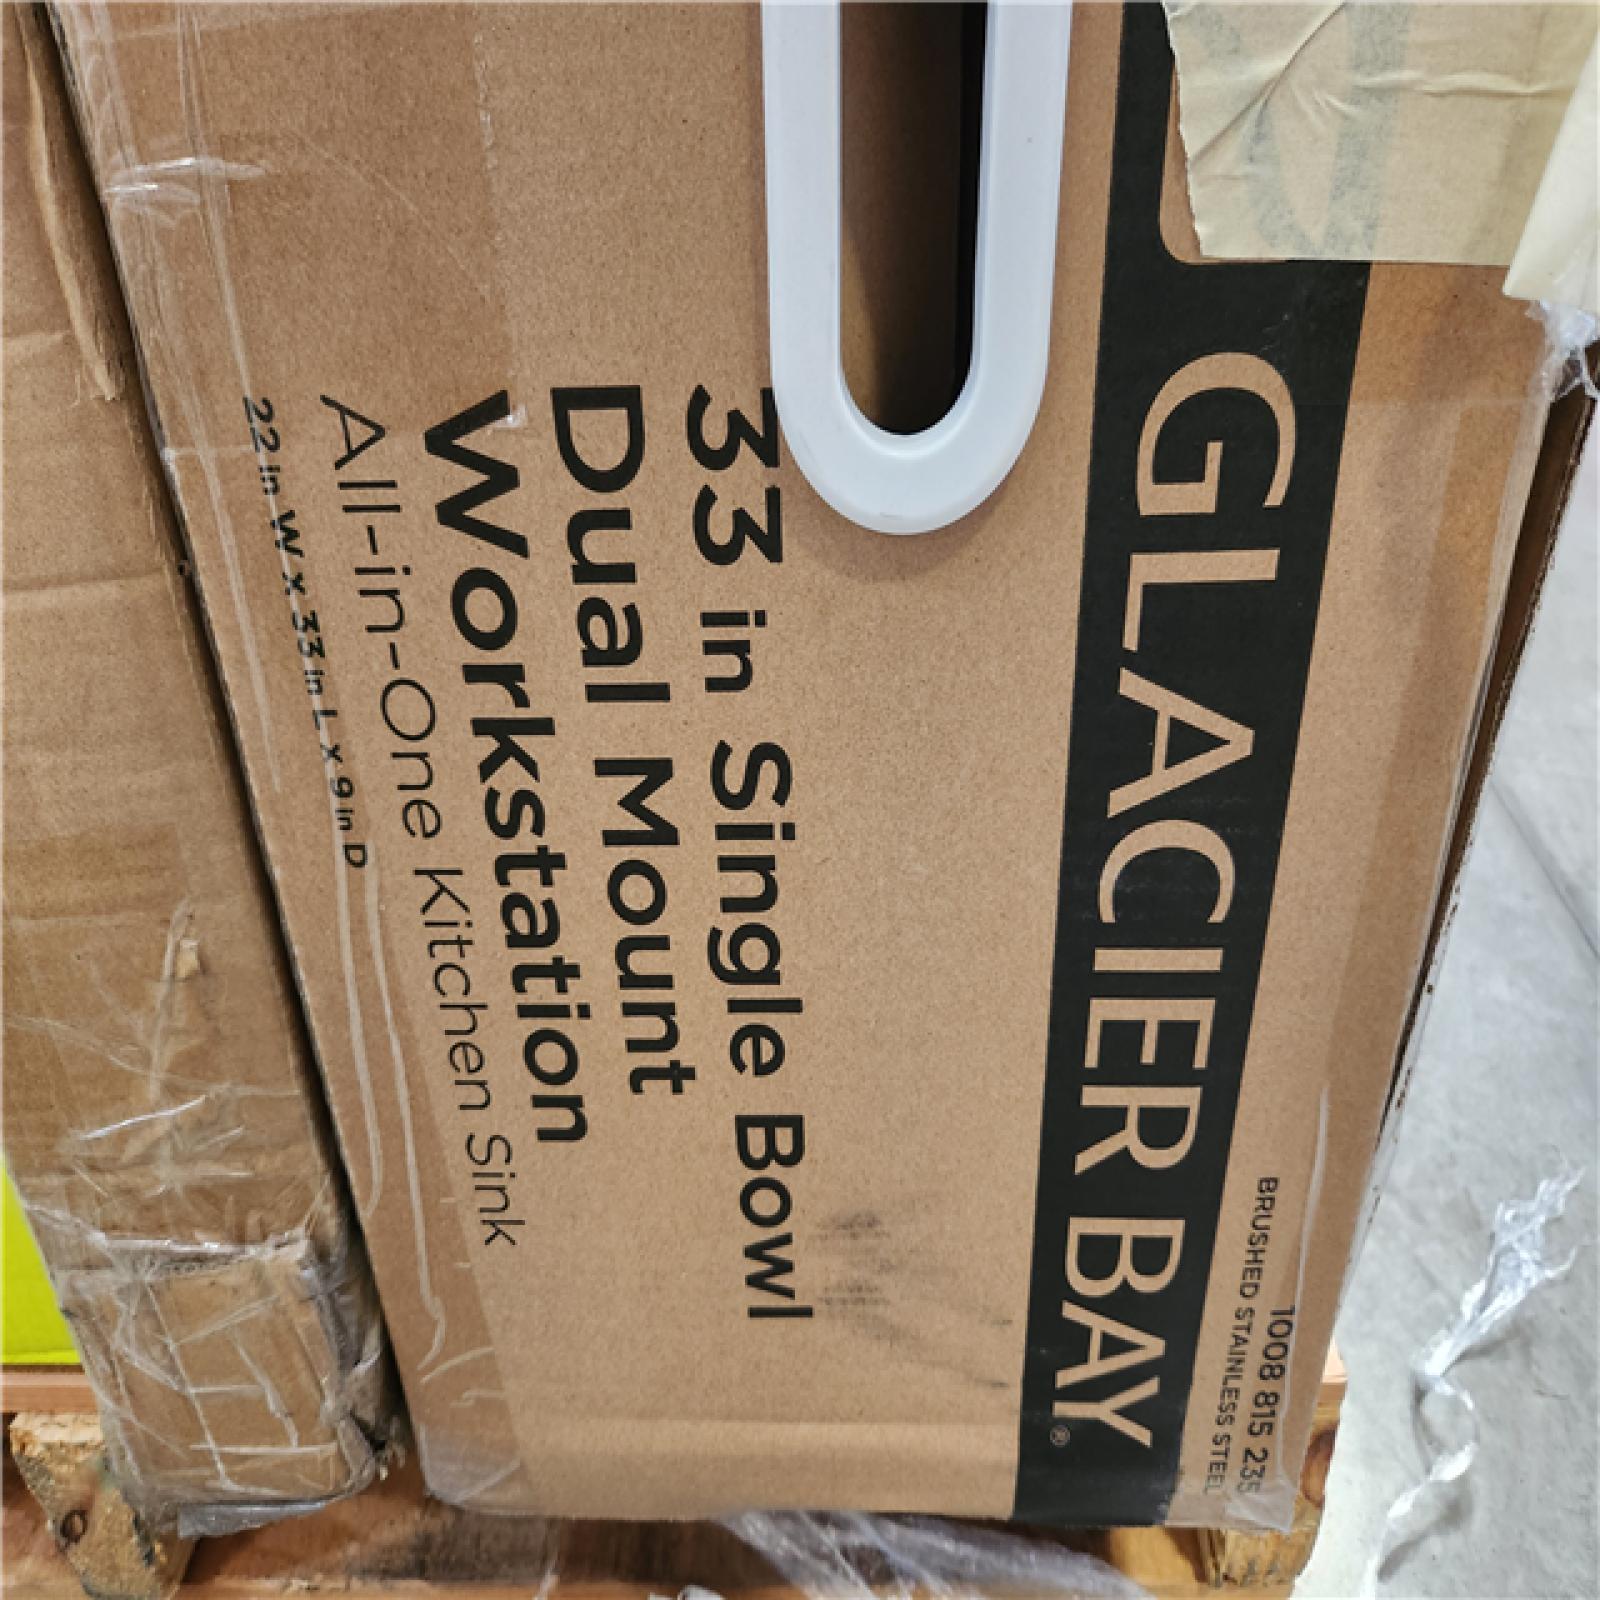 1008 815 235
BRUSHED STAINLESS STEEL
GLACIER BAY®
33 in Single Bowl
Dual Mount
Workstation
All-in-One Kitchen Sink
22 in W x 33 in L x 9 in D